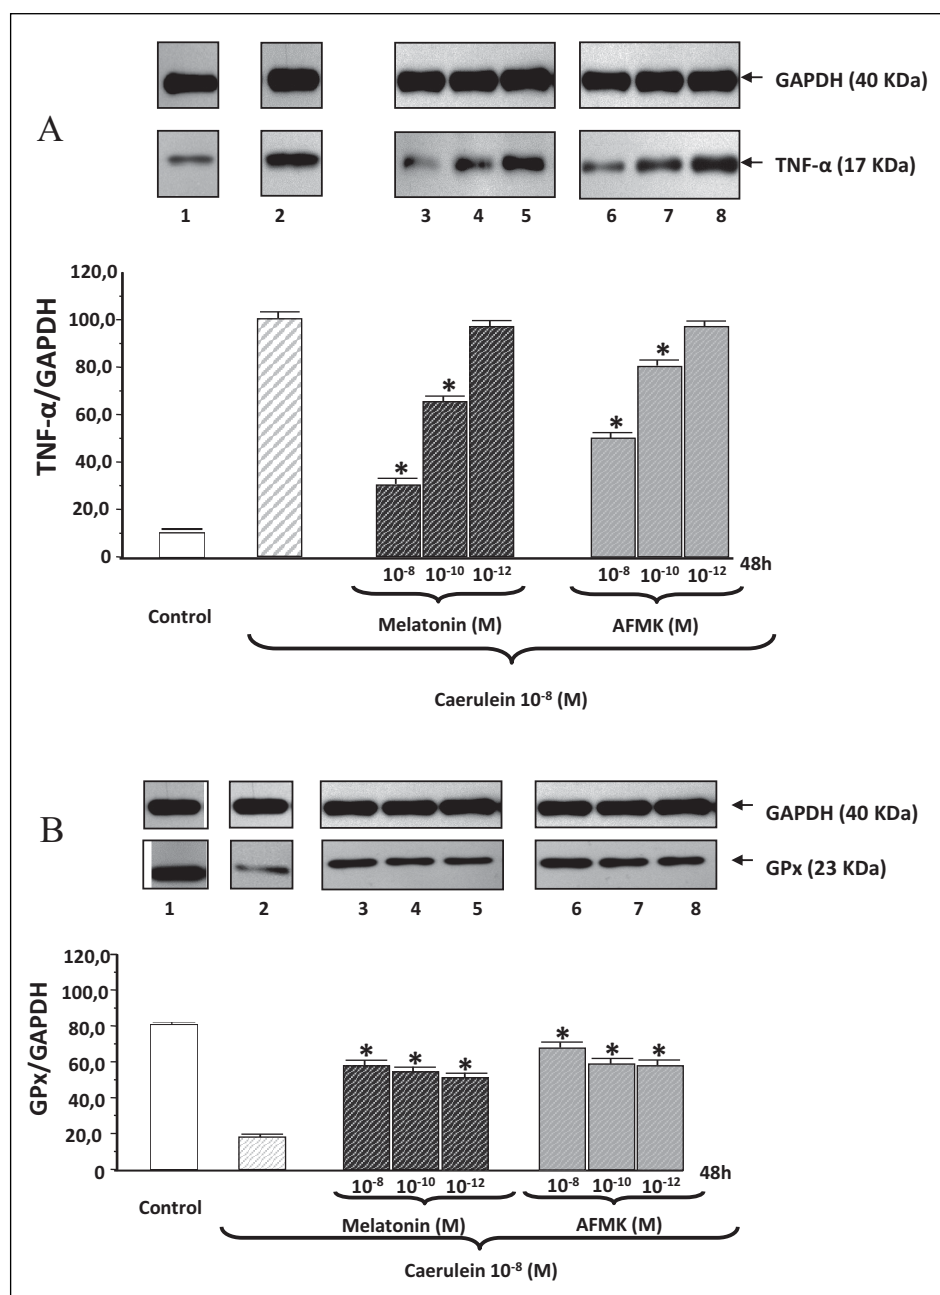 GAPDH (40 KDa)
A
TNF-α (17 KDa)
1 2 3 4 5 6 7 8
120,0
100,0
80,0
60,0
40,0
20,0
0
TNF-α/GAPDH
* * * *
10⁻⁸ 10⁻¹⁰ 10⁻¹² 10⁻⁸ 10⁻¹⁰ 10⁻¹² 48h
Control Melatonin (M) AFMK (M)
Caerulein 10⁻⁸ (M)
GAPDH (40 KDa)
B
GPx (23 KDa)
1 2 3 4 5 6 7 8
120,0
100,0
80,0
60,0
40,0
20,0
0
GPx/GAPDH
* * * * * *
10⁻⁸ 10⁻¹⁰ 10⁻¹² 10⁻⁸ 10⁻¹⁰ 10⁻¹² 48h
Control Melatonin (M) AFMK (M)
Caerulein 10⁻⁸ (M)